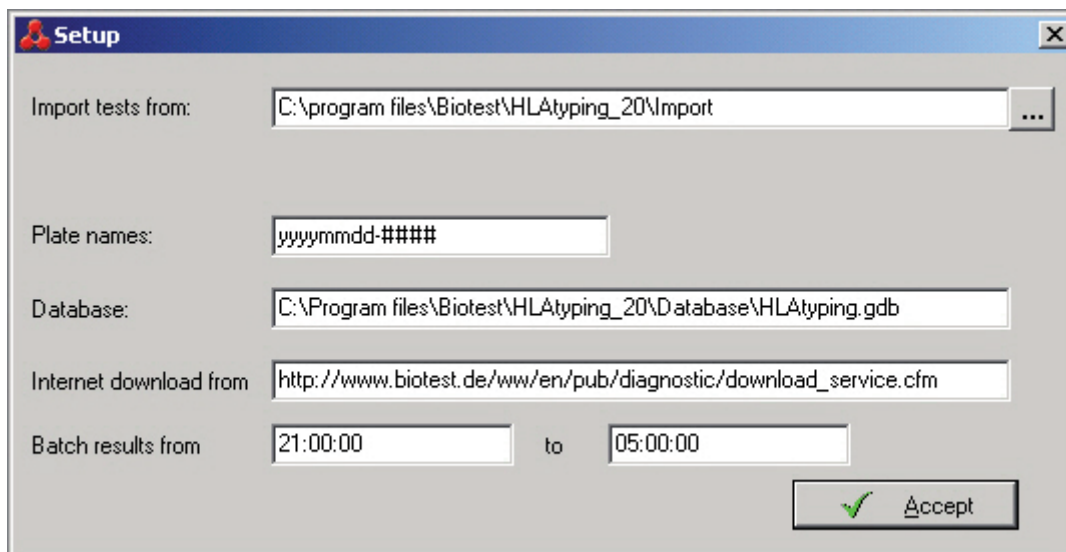 Setup
Import tests from: C:\program files\Biotest\HLAtyping_20\Import ...
Plate names: yyyymmdd-####
Database: C:\Program files\Biotest\HLAtyping_20\Database\HLAtyping.gdb
Internet download from http://www.biotest.de/ww/en/pub/diagnostic/download_service.cfm
Batch results from 21:00:00 to 05:00:00
Accept